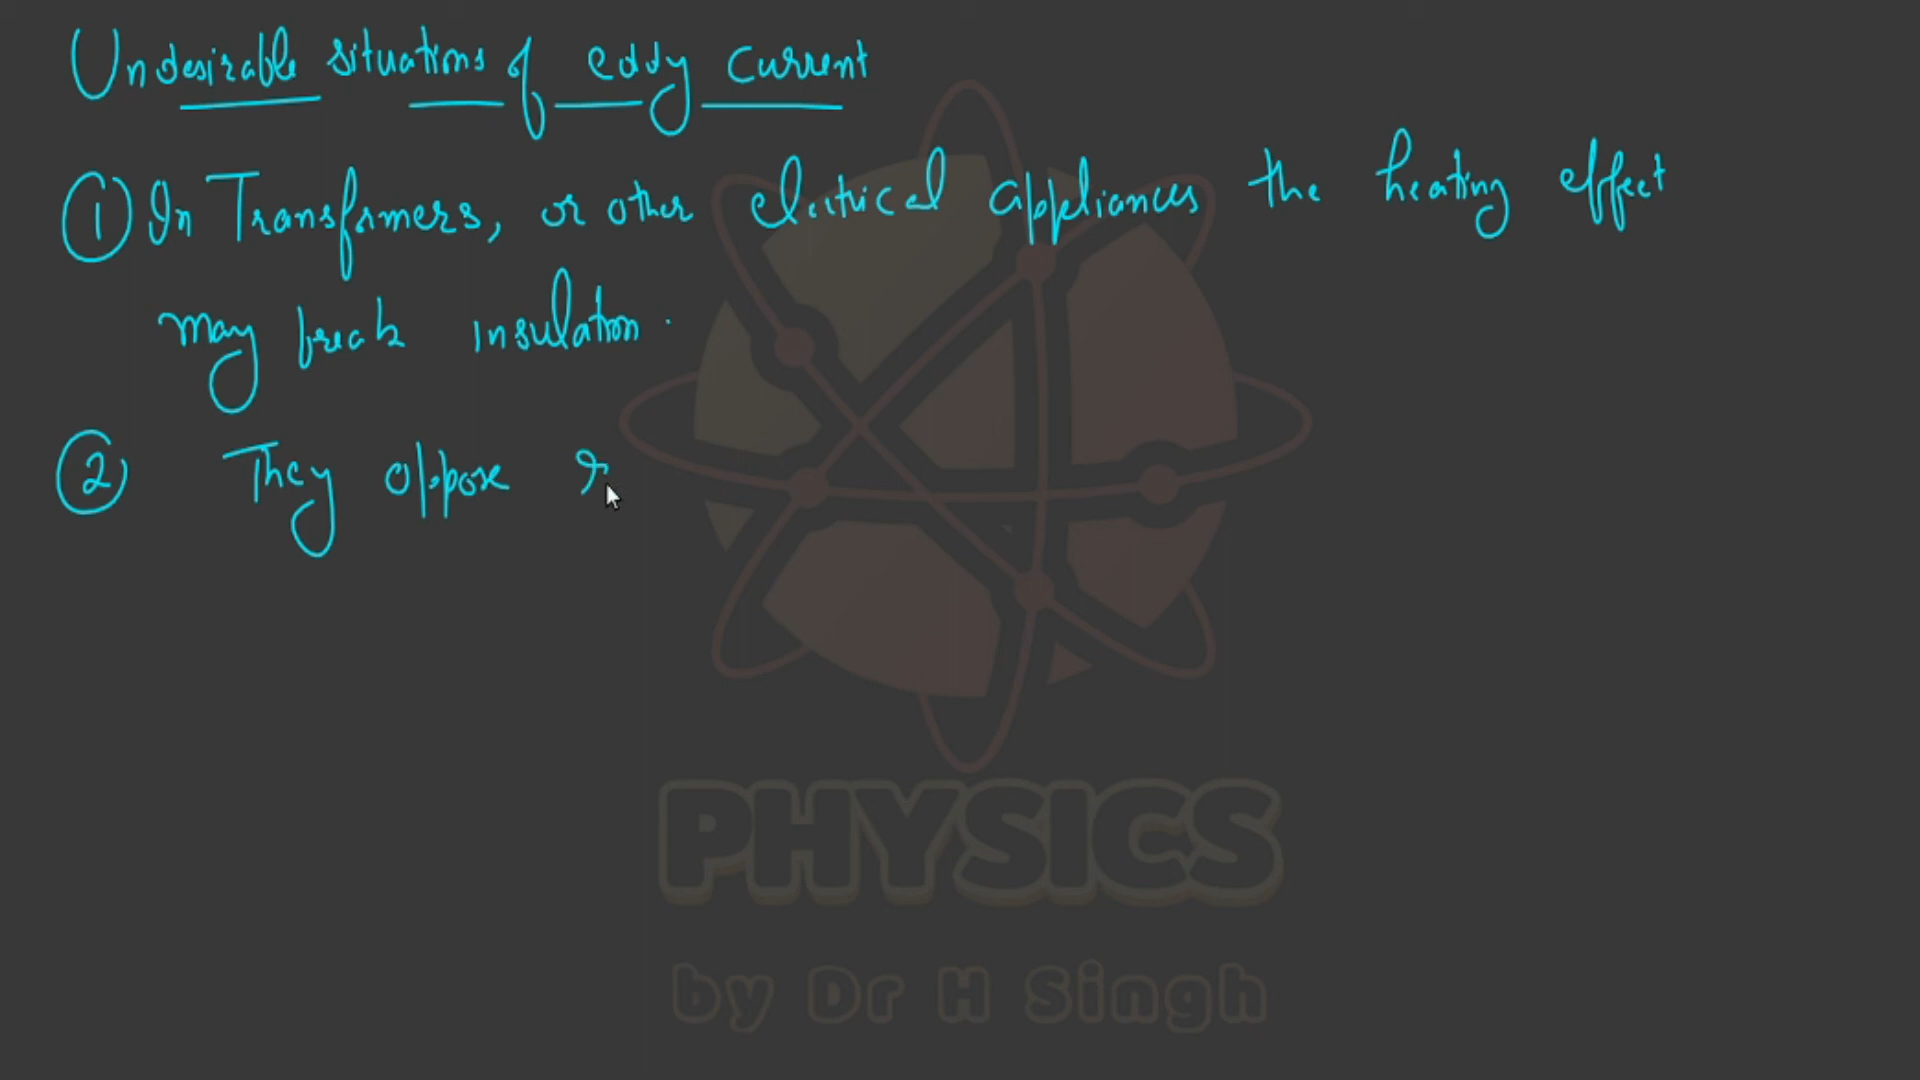 Undesirable situations of eddy current
① In Transformers, or other electrical appliances the heating effect
may break insulation.
② They oppose r
PHYSICS
by Dr H Singh